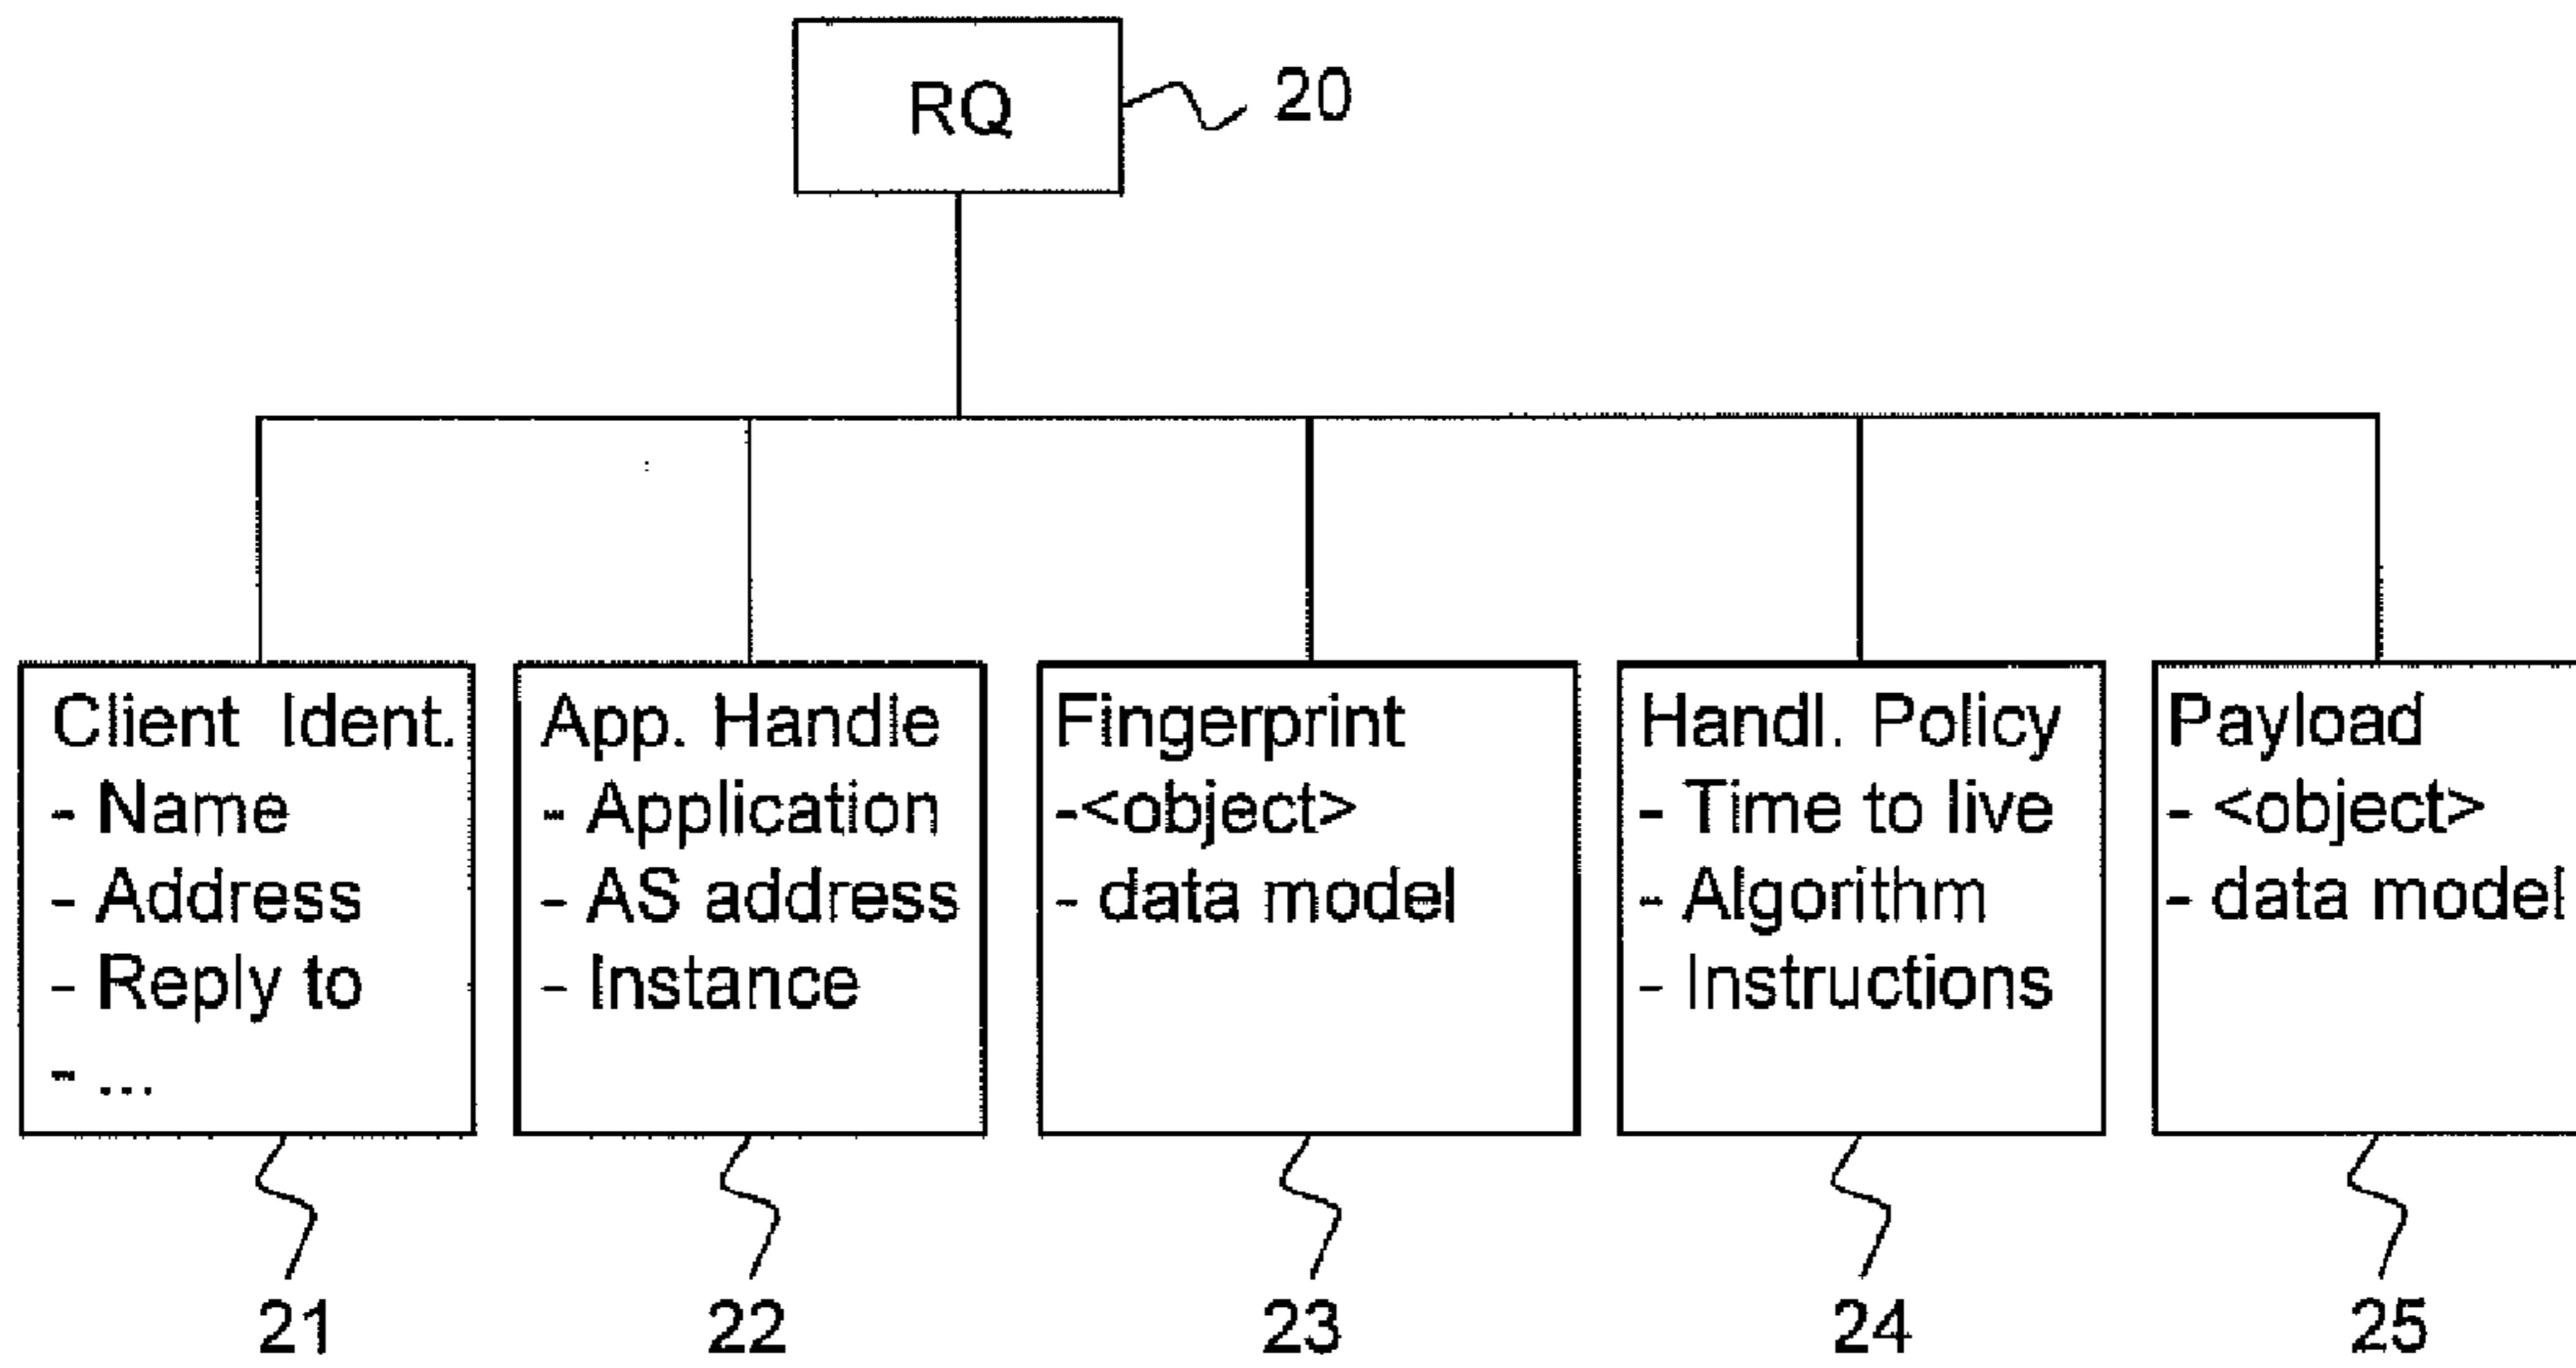 RQ
20
Client Ident.
- Name
- Address
- Reply to
- ...
App. Handle
- Application
- AS address
- Instance
Fingerprint
-<object>
- data model
Handl. Policy
- Time to live
- Algorithm
- Instructions
Payload
- <object>
- data model
21
22
23
24
25